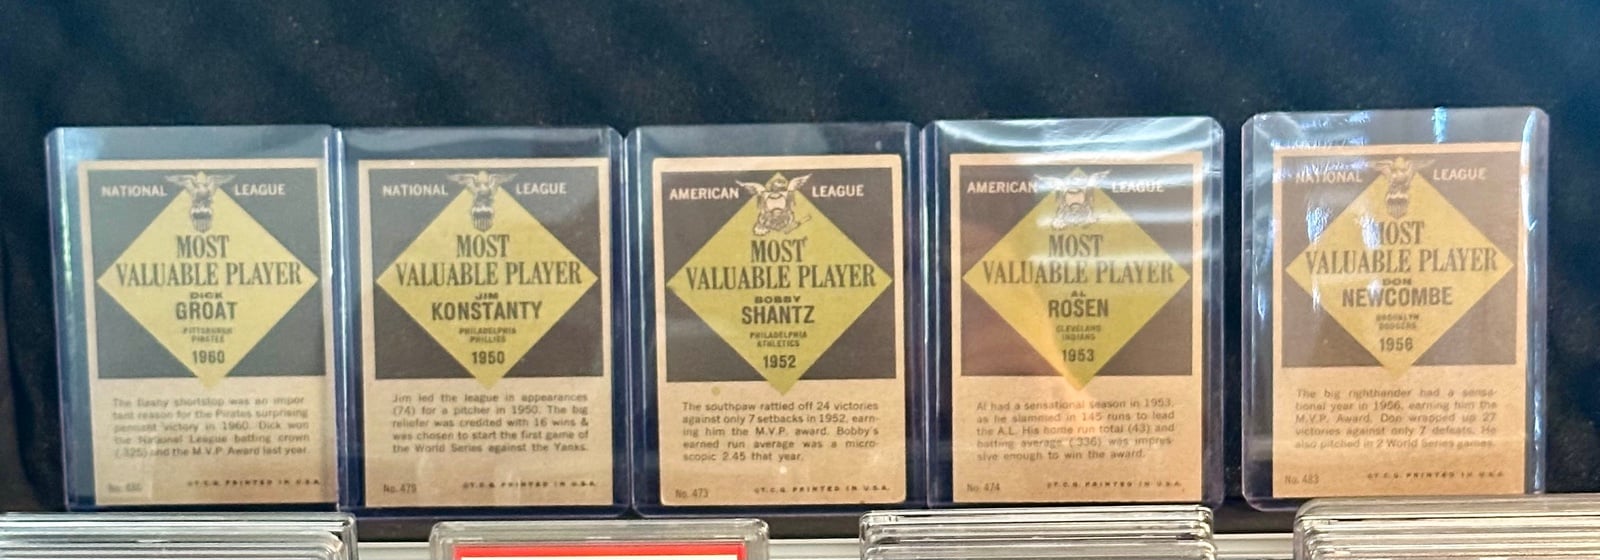 NATIONAL LEAGUE
MOST
VALUABLE PLAYER
DICK
GROAT
PITTSBURGH
PIRATES
1960
The flashy shortstop was an impor
tant reason for the Pirates surprising
pennant victory in 1960. Dick won
the National League batting crown
(.325) and the M.V.P. Award last year.
No.
©T.C.G. PRINTED IN U.S.A.
NATIONAL LEAGUE
MOST
VALUABLE PLAYER
JIM
KONSTANTY
PHILADELPHIA
PHILLIES
1950
Jim led the league in appearances
(74) for a pitcher in 1950. The big
reliefer was credited with 16 wins &
was chosen to start the first game of
the World Series against the Yanks.
No. 479
©T.C.G. PRINTED IN U.S.A.
AMERICAN LEAGUE
MOST
VALUABLE PLAYER
BOBBY
SHANTZ
PHILADELPHIA
ATHLETICS
1952
The southpaw rattled off 24 victories
against only 7 setbacks in 1952, earn-
ing him the M.V.P. award. Bobby's
earned run average was a micro-
scopic 2.45 that year.
No. 473
©T.C.G. PRINTED IN U.S.A.
AMERICAN LEAGUE
MOST
VALUABLE PLAYER
AL
ROSEN
CLEVELAND
INDIANS
1953
Al had a sensational season in 1953,
as he slammed in 145 runs to lead
the A.L. His home run total (43) and
batting average (.336) was impres-
sive enough to win the award.
No. 474
©T.C.G. PRINTED IN U.S.A.
NATIONAL LEAGUE
MOST
VALUABLE PLAYER
DON
NEWCOMBE
BROOKLYN
DODGERS
1956
The big righthander had a sensa-
tional year in 1956, earning him the
M.V.P. Award. Don wrapped up 27
victories against only 7 defeats. He
also pitched in 2 World Series games.
No. 483
©T.C.G. PRINTED IN U.S.A.